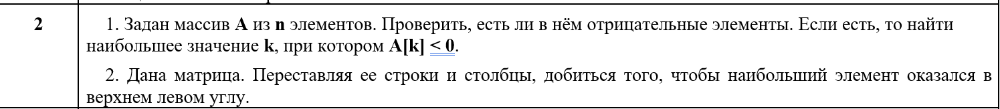 2
1. Задан массив A из n элементов. Проверить, есть ли в нём отрицательные элементы. Если есть, то найти
наибольшее значение k, при котором A[k] < 0.
2. Дана матрица. Переставляя ее строки и столбцы, добиться того, чтобы наибольший элемент оказался в
верхнем левом углу.